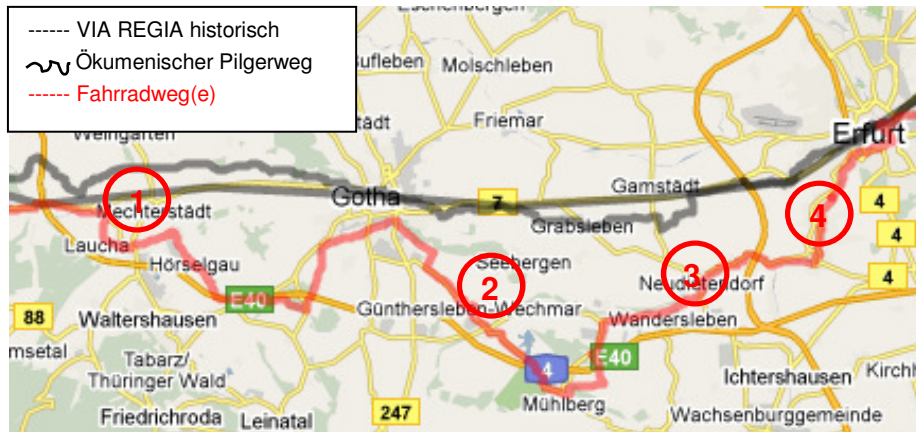 ------ VIA REGIA historisch
Ökumenischer Pilgerweg
------ Fahrradweg(e)
Molschleben
Friemar
Erfurt
Gotha
7
Gamstädt
Grabsleben
1
Mechterstädt
4
4
Laucha
Hörselgau
Seebergen
2
3
Neudietendorf
4
4
E40
Günthersleben-Wechmar
Wandersleben
88
Waltershausen
msetal
Tabarz/
Thüringer Wald
4
E40
Ichtershausen
Kirchh
Friedrichroda
Leinatal
247
Mühlberg
Wachsenburggemeinde